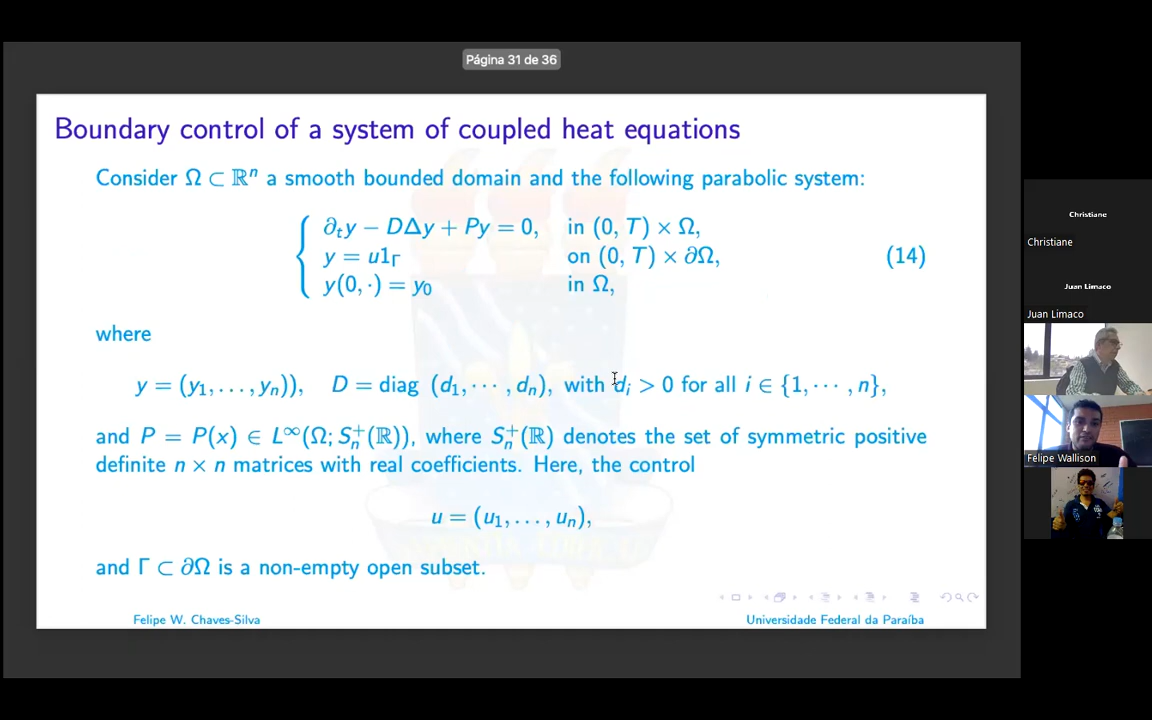 Página 31 de 36
Boundary control of a system of coupled heat equations
Consider Ω ⊂ ℝⁿ a smooth bounded domain and the following parabolic system:
∂ₜy − DΔy + Py = 0, in (0, T) × Ω,
y = u1_Γ on (0, T) × ∂Ω, (14)
y(0, ·) = y₀ in Ω,
where
y = (y₁, . . . , yₙ)), D = diag (d₁, · · · , dₙ), with dᵢ > 0 for all i ∈ {1, · · · , n},
and P = P(x) ∈ L^∞(Ω; Sₙ⁺(ℝ)), where Sₙ⁺(ℝ) denotes the set of symmetric positive
definite n × n matrices with real coefficients. Here, the control
u = (u₁, . . . , uₙ),
and Γ ⊂ ∂Ω is a non-empty open subset.
Felipe W. Chaves-Silva Universidade Federal da Paraíba
Christiane
Christiane
Juan Limaco
Juan Limaco
Felipe Wallison